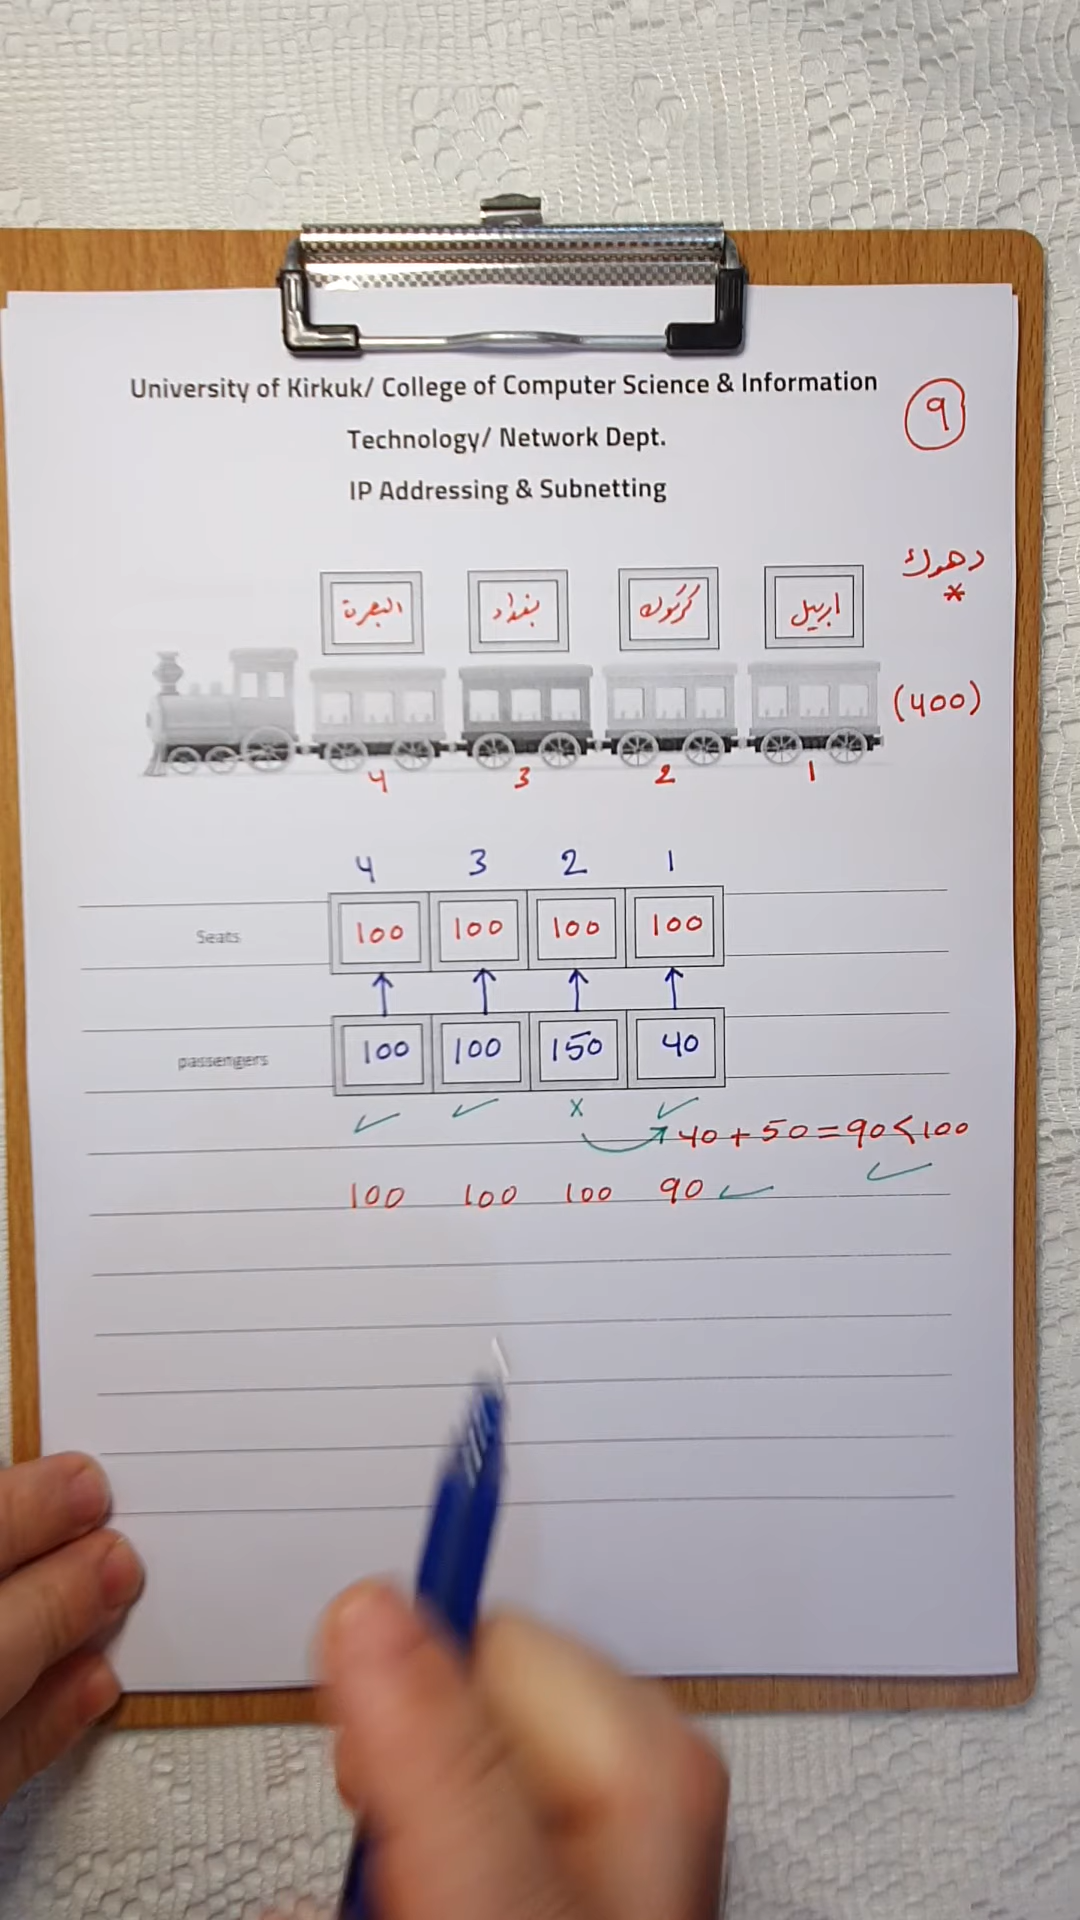 University of Kirkuk/ College of Computer Science & Information
Technology/ Network Dept.
IP Addressing & Subnetting
9
دهوك
*
البصرة بغداد كركوك اربيل
(400)
4 3 2 1
4 3 2 1
Seats 100 100 100 100
passengers 100 100 150 40
✓ ✓ x ✓
40 + 50 = 90 < 100
✓
100 100 100 90 ✓